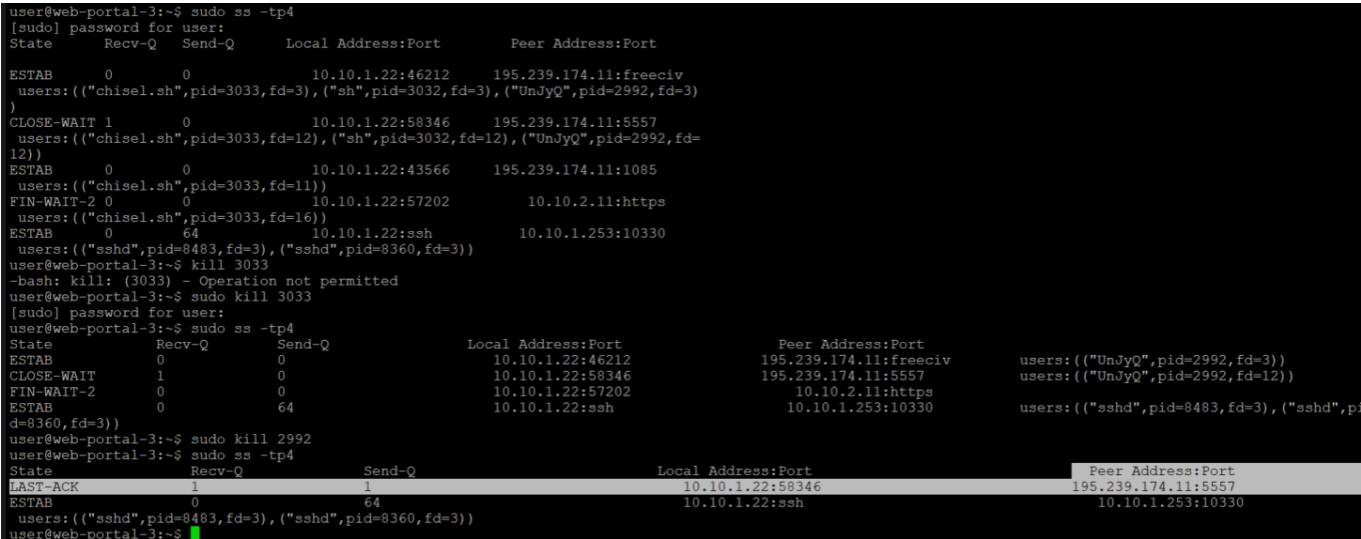 user@web-portal-3:~$ sudo ss -tp4
[sudo] password for user:
State Recv-Q Send-Q Local Address:Port Peer Address:Port
ESTAB 0 0 10.10.1.22:46212 195.239.174.11:freeciv
users:(("chisel.sh",pid=3033,fd=3),("sh",pid=3032,fd=3),("UnJyQ",pid=2992,fd=3)
)
CLOSE-WAIT 1 0 10.10.1.22:58346 195.239.174.11:5557
users:(("chisel.sh",pid=3033,fd=12),("sh",pid=3032,fd=12),("UnJyQ",pid=2992,fd=
12))
ESTAB 0 0 10.10.1.22:43566 195.239.174.11:1085
users:(("chisel.sh",pid=3033,fd=11))
FIN-WAIT-2 0 0 10.10.1.22:57202 10.10.2.11:https
users:(("chisel.sh",pid=3033,fd=16))
ESTAB 0 64 10.10.1.22:ssh 10.10.1.253:10330
users:(("sshd",pid=8483,fd=3),("sshd",pid=8360,fd=3))
user@web-portal-3:~$ kill 3033
-bash: kill: (3033) - Operation not permitted
user@web-portal-3:~$ sudo kill 3033
[sudo] password for user:
user@web-portal-3:~$ sudo ss -tp4
State Recv-Q Send-Q Local Address:Port Peer Address:Port
ESTAB 0 0 10.10.1.22:46212 195.239.174.11:freeciv users:(("UnJyQ",pid=2992,fd=3))
CLOSE-WAIT 1 0 10.10.1.22:58346 195.239.174.11:5557 users:(("UnJyQ",pid=2992,fd=12))
FIN-WAIT-2 0 0 10.10.1.22:57202 10.10.2.11:https
ESTAB 0 64 10.10.1.22:ssh 10.10.1.253:10330 users:(("sshd",pid=8483,fd=3),("sshd",pi
d=8360,fd=3))
user@web-portal-3:~$ sudo kill 2992
user@web-portal-3:~$ sudo ss -tp4
State Recv-Q Send-Q Local Address:Port Peer Address:Port
LAST-ACK 1 1 10.10.1.22:58346 195.239.174.11:5557
ESTAB 0 64 10.10.1.22:ssh 10.10.1.253:10330
users:(("sshd",pid=8483,fd=3),("sshd",pid=8360,fd=3))
user@web-portal-3:~$